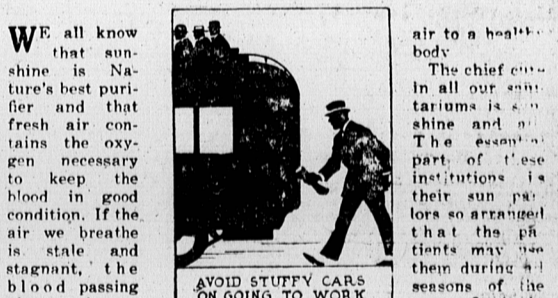 WE all know
that sun-
shine is Na-
ture's best puri-
fier and that
fresh air con-
tains the oxy-
gen necessary
to keep the
blood in good
condition. If the
air we breathe
is stale and
stagnant, the
blood passing
AVOID STUFFY CARS
ON GOING TO WORK
air to a
body
The chief
in all our
tariums is
shine and
The
part of these
institutions is
their sun
lors so arranged
that the pa
tients may use
them during
seasons of the